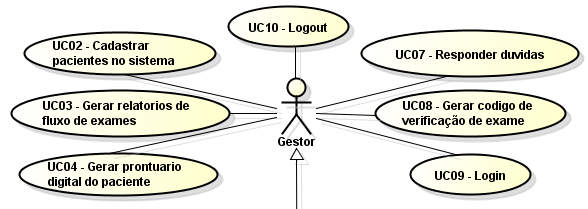 UC10 - Logout
UC02 - Cadastrar
pacientes no sistema
UC07 - Responder duvidas
UC03 - Gerar relatorios de
fluxo de exames
UC08 - Gerar codigo de
verificação de exame
Gestor
UC04 - Gerar prontuario
digital do paciente
UC09 - Login